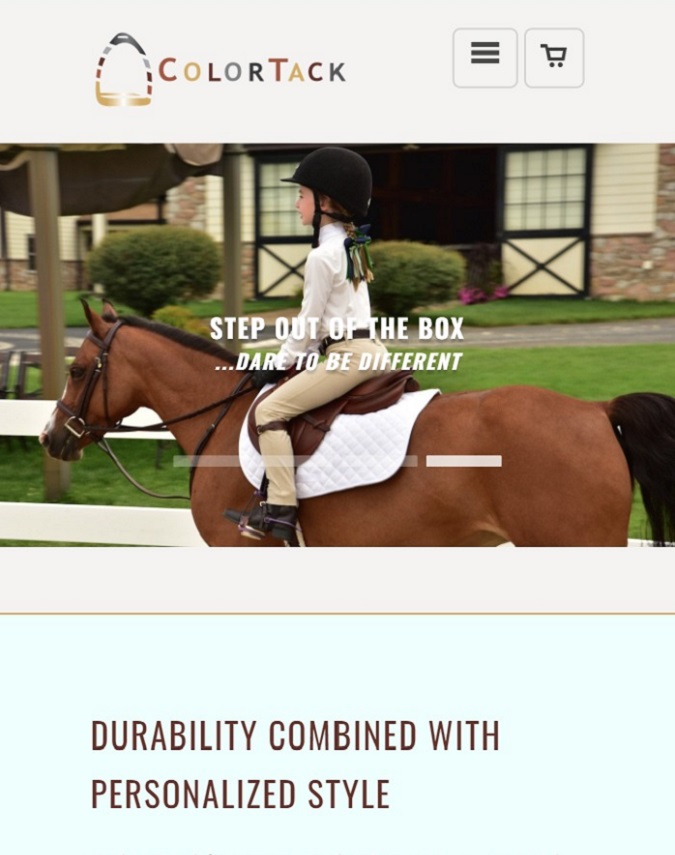 COLORTACK
STEP OUT OF THE BOX
...DARE TO BE DIFFERENT
DURABILITY COMBINED WITH
PERSONALIZED STYLE